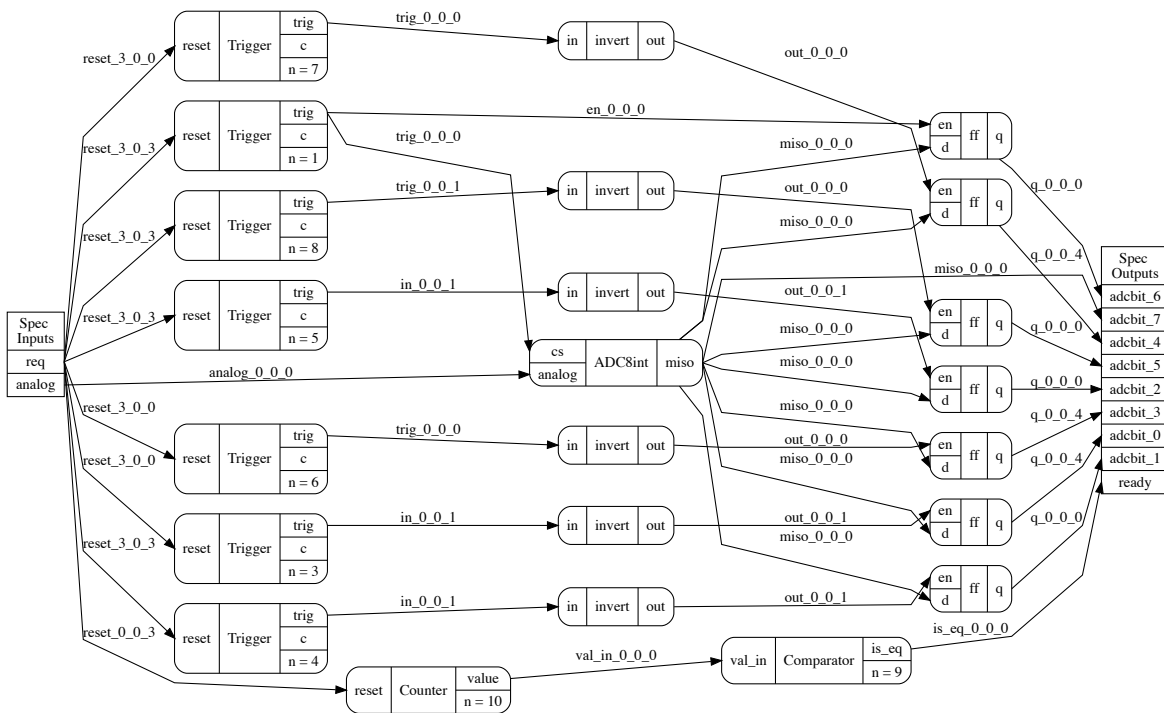 reset
Trigger
trig
c
n = 7
trig_0_0_0
in
invert
out
out_0_0_0
reset_3_0_0
reset
Trigger
trig
c
n = 1
en_0_0_0
trig_0_0_0
en
d
ff
q
miso_0_0_0
reset_3_0_3
reset
Trigger
trig
c
n = 8
trig_0_0_1
in
invert
out
out_0_0_0
en
d
ff
q
q_0_0_0
miso_0_0_0
reset_3_0_3
q_0_0_4
miso_0_0_0
reset
Trigger
trig
c
n = 5
in_0_0_1
in
invert
out
out_0_0_1
en
d
ff
q
q_0_0_0
reset_3_0_3
miso_0_0_0
Spec
Inputs
req
analog
analog_0_0_0
cs
analog
ADC8int
miso
miso_0_0_0
en
d
ff
q
q_0_0_0
Spec
Outputs
adcbit_6
adcbit_7
adcbit_4
adcbit_5
adcbit_2
adcbit_3
adcbit_0
adcbit_1
ready
reset_3_0_0
reset
Trigger
trig
c
n = 6
trig_0_0_0
in
invert
out
out_0_0_0
miso_0_0_0
en
d
ff
q
q_0_0_4
reset_3_0_0
miso_0_0_0
q_0_0_4
reset
Trigger
trig
c
n = 3
in_0_0_1
in
invert
out
out_0_0_1
en
d
ff
q
q_0_0_0
reset_3_0_3
miso_0_0_0
reset
Trigger
trig
c
n = 4
in_0_0_1
in
invert
out
out_0_0_1
en
d
ff
q
reset_0_0_3
is_eq_0_0_0
reset
Counter
value
n = 10
val_in_0_0_0
val_in
Comparator
is_eq
n = 9